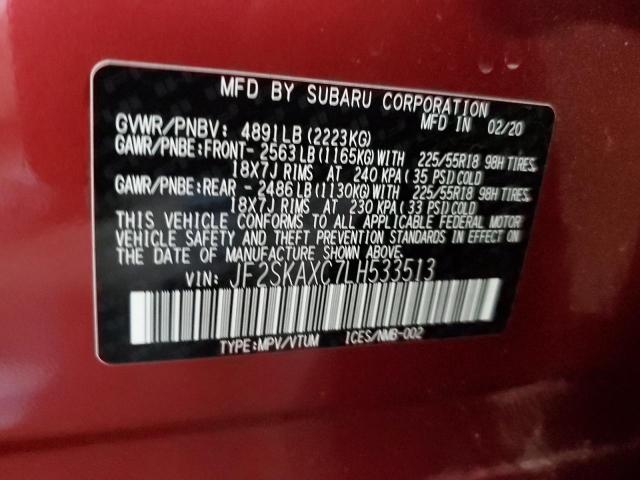 MFD BY SUBARU CORPORATION
MFD IN 02/20
GVWR/PNBV: 4891LB (2223KG)
GAWR/PNBE:FRONT- 2563LB(1165KG)WITH 225/55R18 98H TIRES,
18X7J RIMS AT 240 KPA(35 PSI)COLD
GAWR/PNBE:REAR - 2486LB(1130KG)WITH 225/55R18 98H TIRES,
18X7J RIMS AT 230 KPA(33 PSI)COLD
THIS VEHICLE CONFORMS TO ALL APPLICABLE FEDERAL MOTOR
VEHICLE SAFETY AND THEFT PREVENTION STANDARDS IN EFFECT ON
THE DATE OF MANUFACTURE SHOWN ABOVE.
VIN: JF2SKAXC7LH533513
TYPE:MPV/VTUM ICES/NMB-002